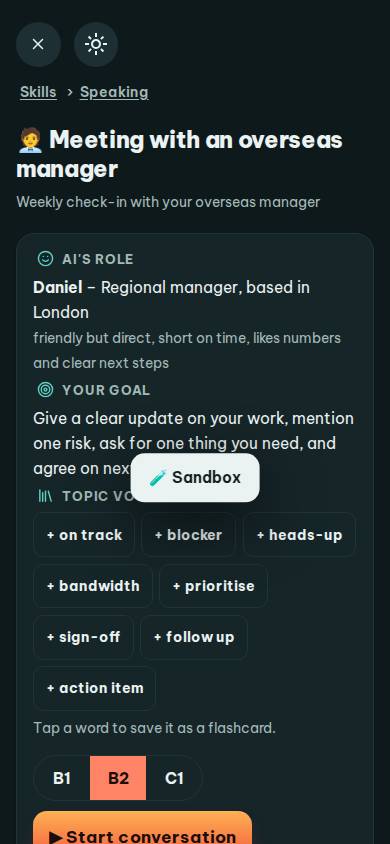 Skills › Speaking
Meeting with an overseas
manager
Weekly check-in with your overseas manager
AI'S ROLE
Daniel – Regional manager, based in
London
friendly but direct, short on time, likes numbers
and clear next steps
YOUR GOAL
Give a clear update on your work, mention
one risk, ask for one thing you need, and
agree on
Sandbox
TOPIC
+ on track + blocker + heads-up
+ bandwidth + prioritise
+ sign-off + follow up
+ action item
Tap a word to save it as a flashcard.
B1 B2 C1
Start conversation